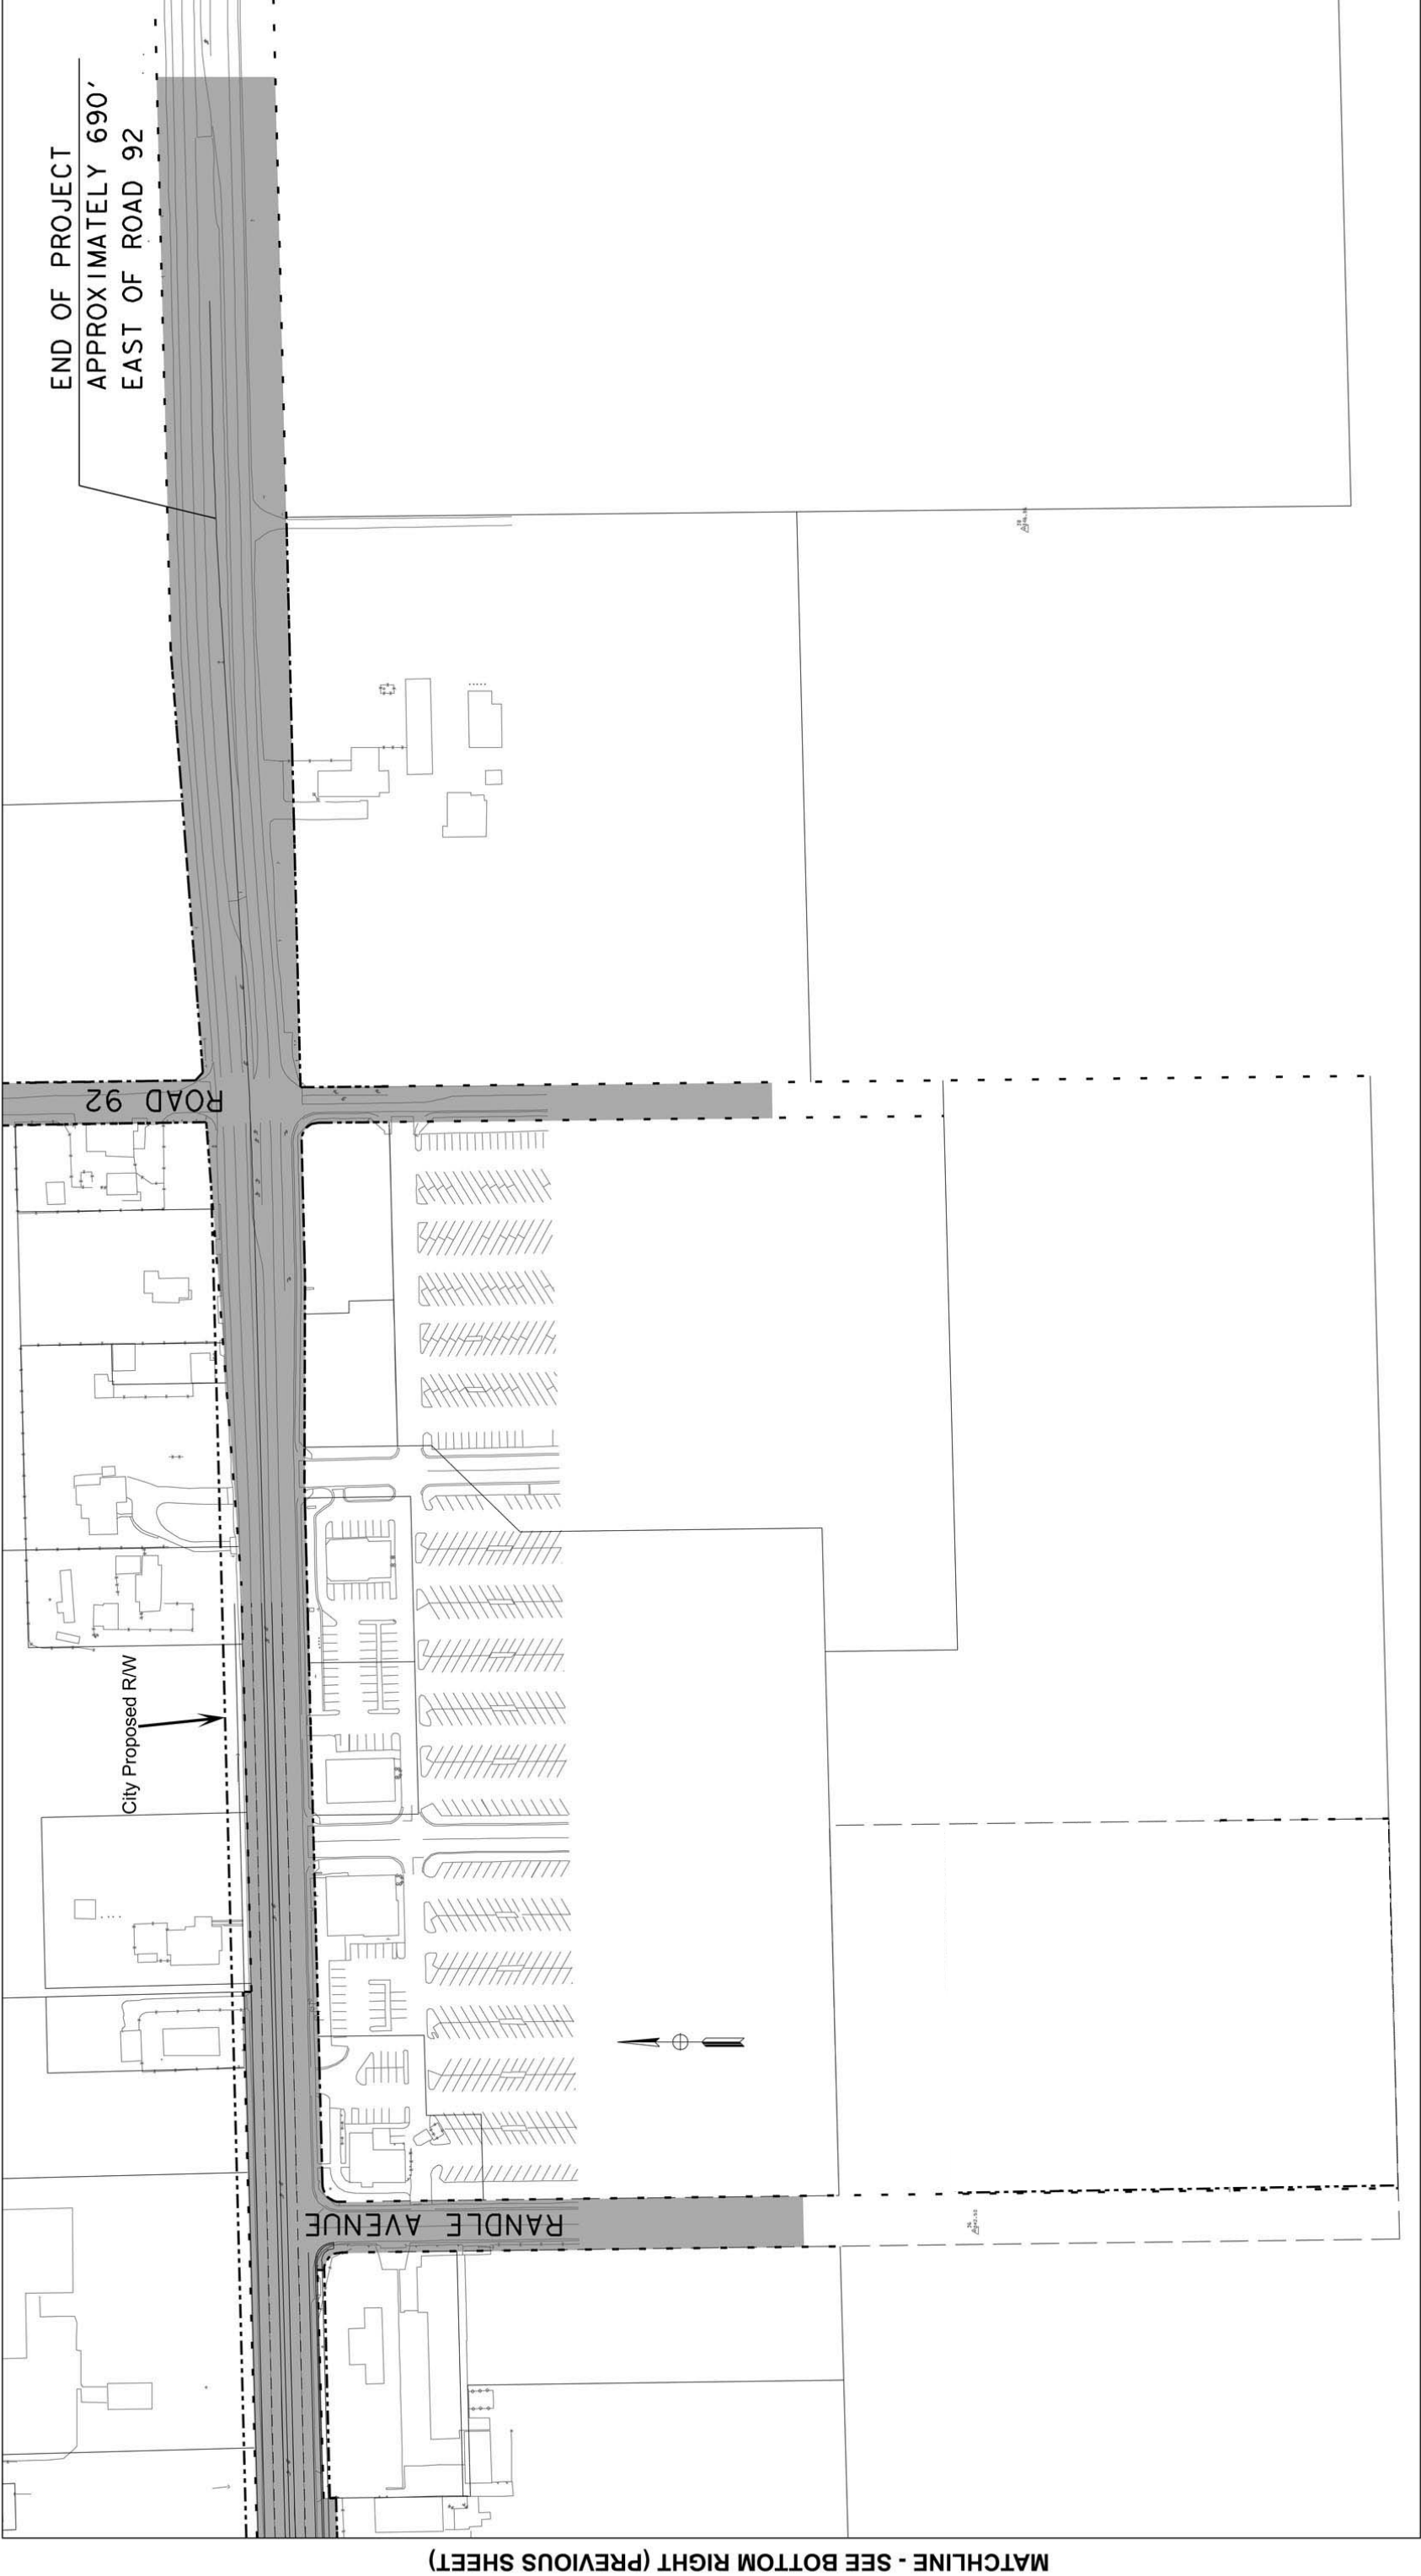 END OF PROJECT
APPROXIMATELY 690'
EAST OF ROAD 92
ROAD 92
City Proposed R/W
RANDLE AVENUE
MATCHLINE - SEE BOTTOM RIGHT (PREVIOUS SHEET)